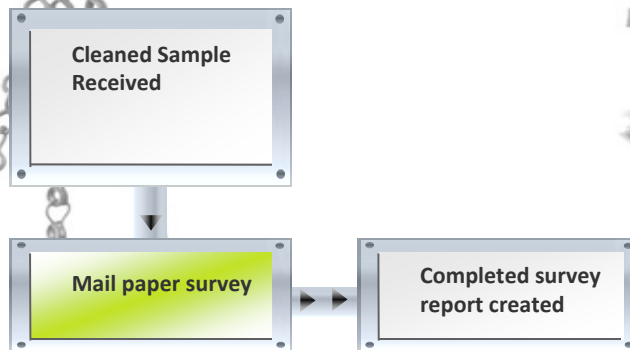 Cleaned Sample
Received
Mail paper survey
Completed survey
report created